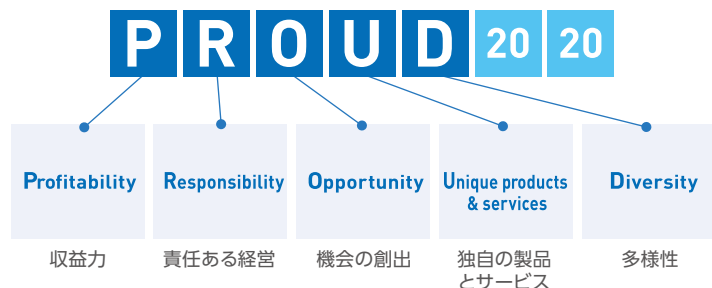 PROUD 20 20
Profitability
Responsibility
Opportunity
Unique products
& services
Diversity
収益力
責任ある経営
機会の創出
独自の製品
とサービス
多様性